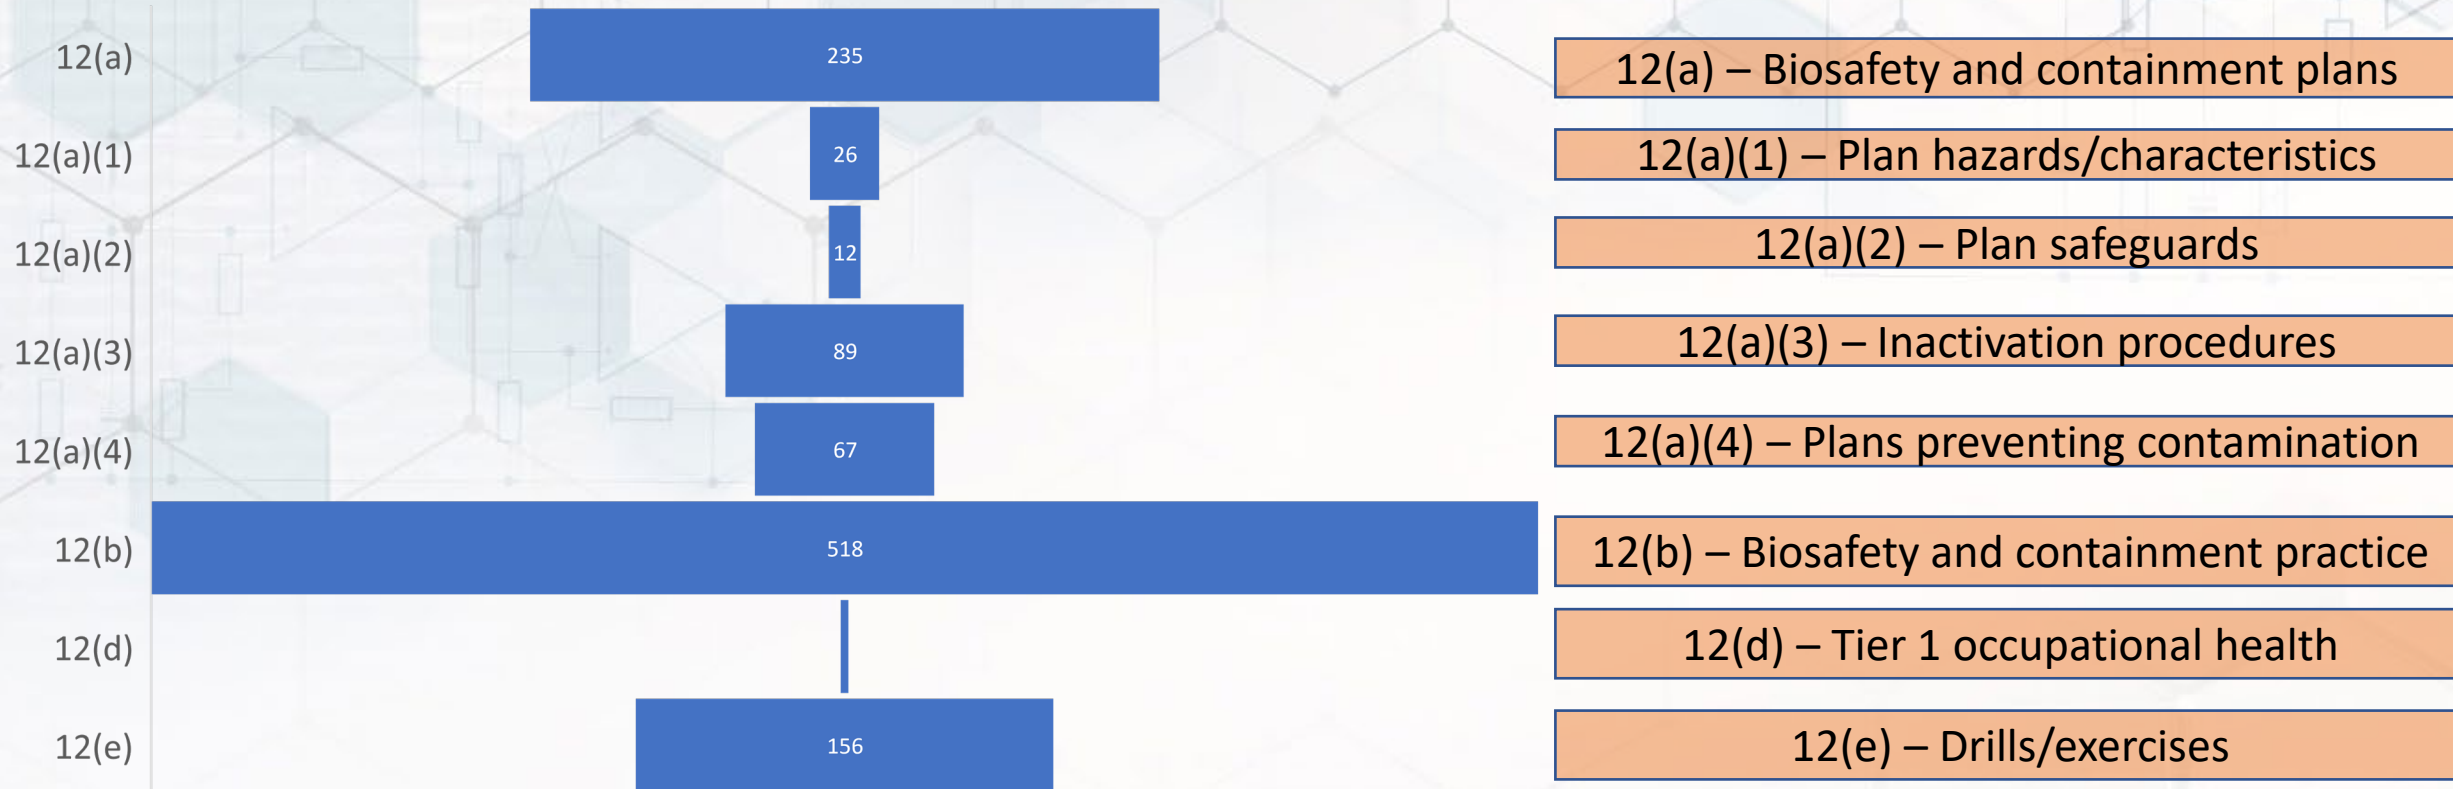 12(a)
235
12(a) – Biosafety and containment plans
12(a)(1)
26
12(a)(1) – Plan hazards/characteristics
12(a)(2)
12
12(a)(2) – Plan safeguards
12(a)(3)
89
12(a)(3) – Inactivation procedures
12(a)(4)
67
12(a)(4) – Plans preventing contamination
12(b)
518
12(b) – Biosafety and containment practice
12(d)
12(d) – Tier 1 occupational health
12(e)
156
12(e) – Drills/exercises